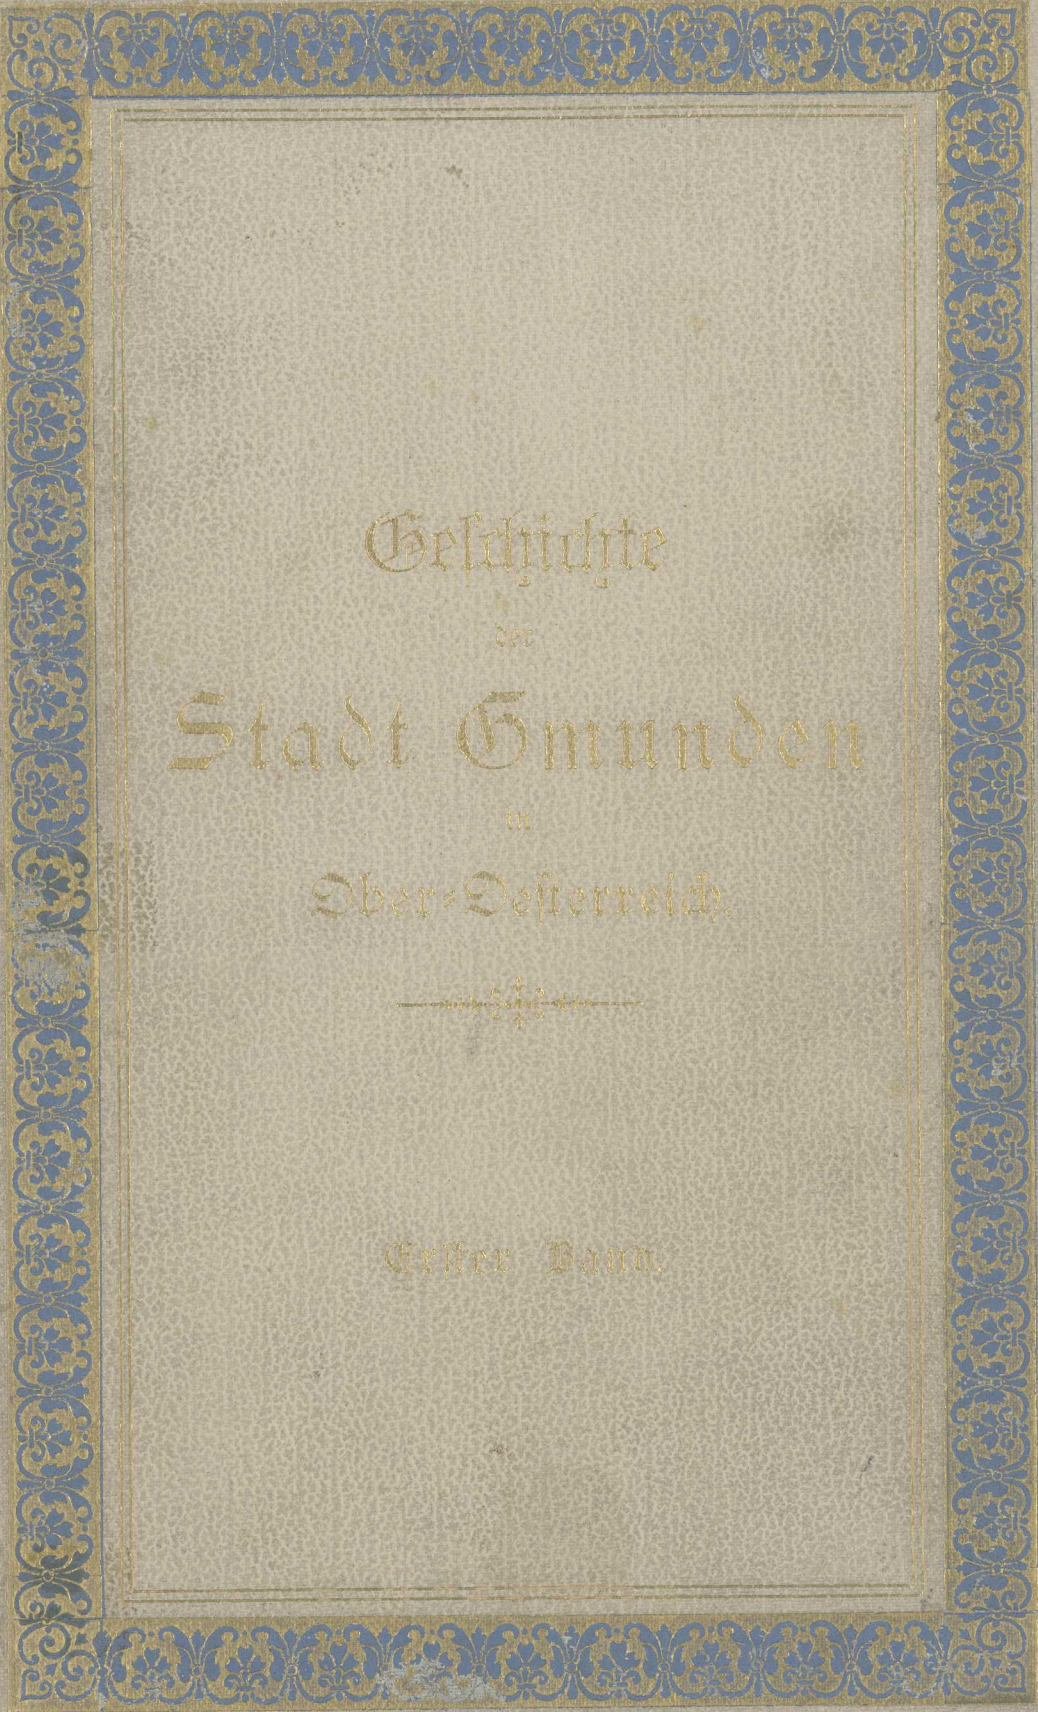 Geschichte
der
Stadt Gmunden
in
Ober-Oesterreich.
Erster Band.